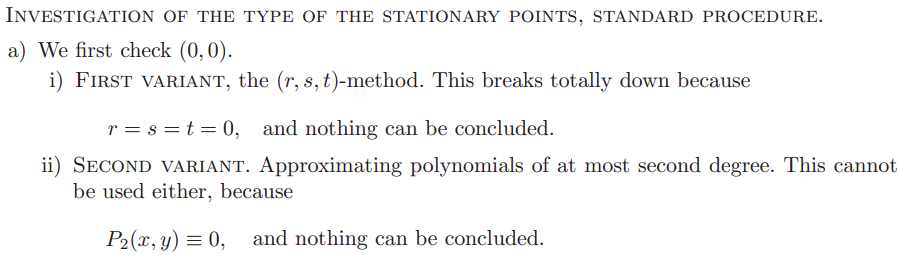 INVESTIGATION OF THE TYPE OF THE STATIONARY POINTS, STANDARD PROCEDURE.
a) We first check (0, 0).
i) FIRST VARIANT, the (r, s, t)-method. This breaks totally down because
r = s = t = 0, and nothing can be concluded.
ii) SECOND VARIANT. Approximating polynomials of at most second degree. This cannot
be used either, because
P₂(x, y) ≡ 0, and nothing can be concluded.